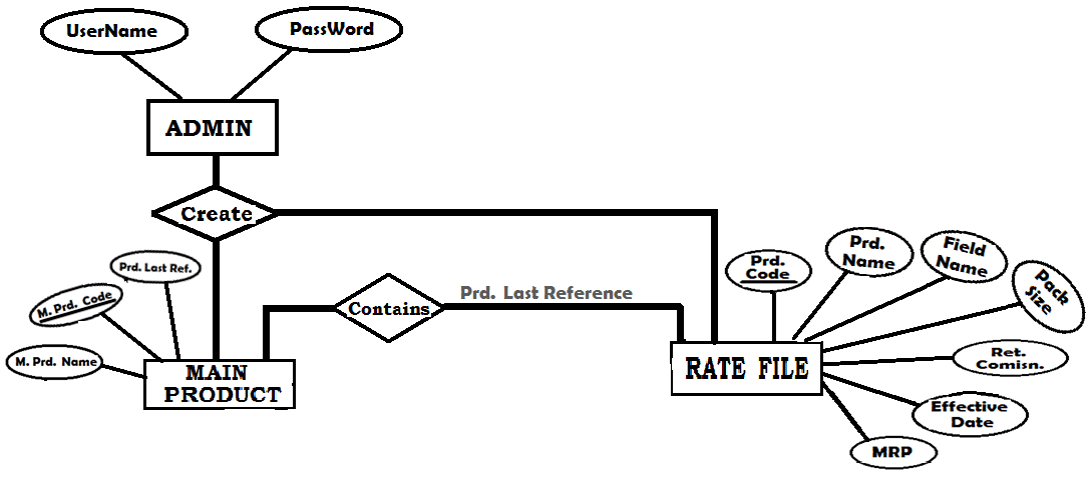 UserName
PassWord
ADMIN
Create
Prd. Last Ref.
M. Prd. Code
M. Prd. Name
MAIN
PRODUCT
Contains
Prd. Last Reference
RATE FILE
Prd.
Code
Prd.
Name
Field
Name
Pack
Size
Ret.
Comisn.
Effective
Date
MRP